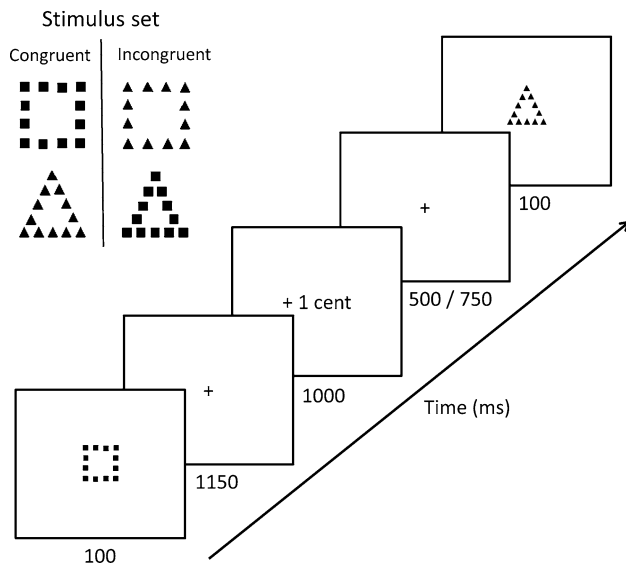 Stimulus set
Congruent
Incongruent
100
+
500 / 750
+ 1 cent
1000
+
1150
100
Time (ms)